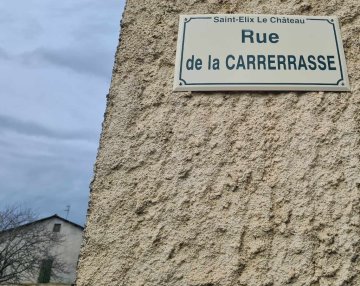 Saint-Elix Le Château
Rue
de la CARRERRASSE